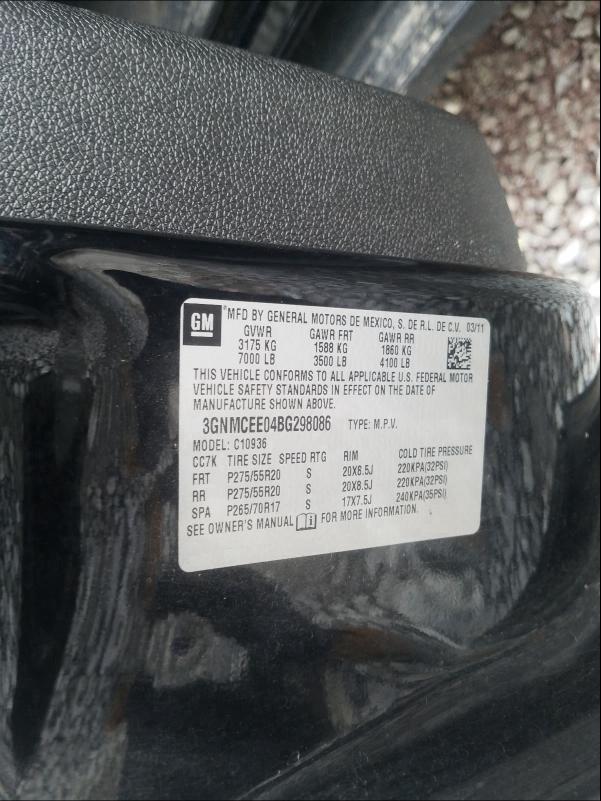 GM
®MFD BY GENERAL MOTORS DE MEXICO, S. DE R.L. DE C.V. 03/11
GVWR GAWR FRT GAWR RR
3175 KG 1588 KG 1860 KG
7000 LB 3500 LB 4100 LB
THIS VEHICLE CONFORMS TO ALL APPLICABLE U.S. FEDERAL MOTOR
VEHICLE SAFETY STANDARDS IN EFFECT ON THE DATE OF
MANUFACTURE SHOWN ABOVE.
3GNMCEE04BG298086 TYPE: M.P.V.
MODEL: C10936
CC7K TIRE SIZE SPEED RTG RIM COLD TIRE PRESSURE
FRT P275/55R20 S 20X8.5J 220KPA(32PSI)
RR P275/55R20 S 20X8.5J 220KPA(32PSI)
SPA P265/70R17 S 17X7.5J 240KPA(35PSI)
SEE OWNER'S MANUAL FOR MORE INFORMATION.